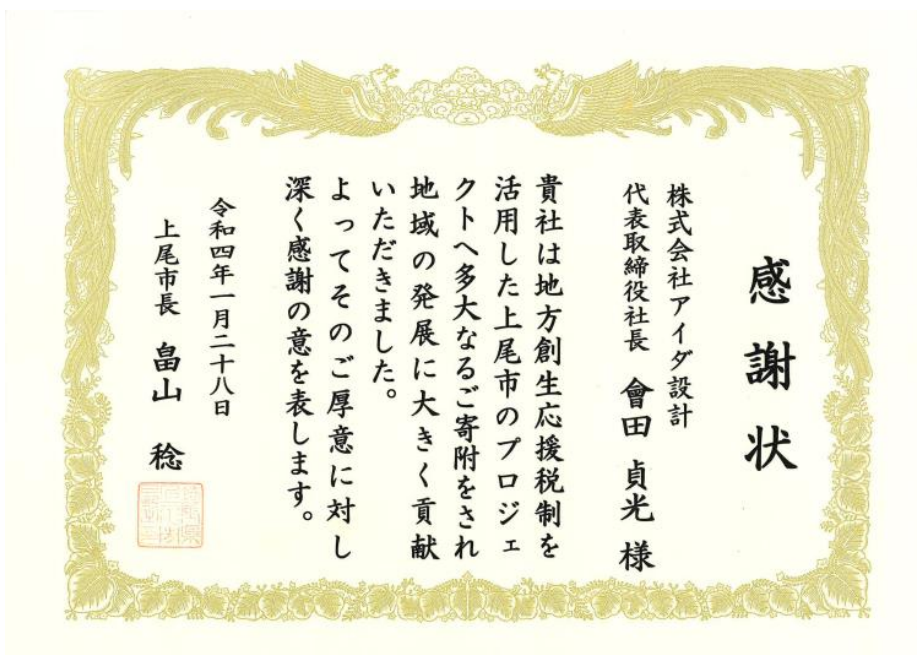 感謝状
株式会社アイダ設計
代表取締役社長 會田貞光様
貴社は地方創生応援税制を
活用した上尾市のプロジェ
クトへ多大なるご寄附をされ
地域の発展に大きく貢献
いただきました。
よってそのご厚意に対し
深く感謝の意を表します。
令和四年一月二十八日
上尾市長 畠山稔